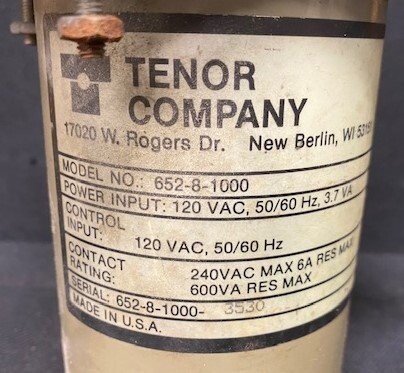 TENOR
COMPANY
17020 W. Rogers Dr. New Berlin, WI 53151
MODEL NO.: 652-8-1000
POWER INPUT: 120 VAC, 50/60 Hz, 3.7 VA
CONTROL
INPUT: 120 VAC, 50/60 Hz
CONTACT
RATING: 240VAC MAX 6A RES MAX
600VA RES MAX
SERIAL: 652-8-1000- 3530
MADE IN U.S.A.